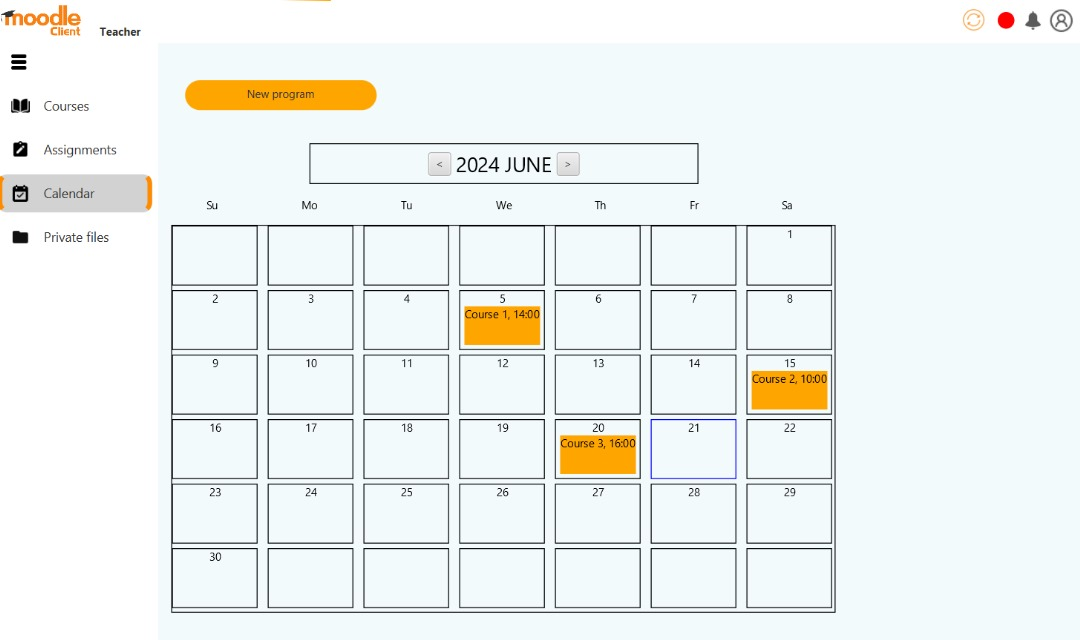 moodle
Client
Teacher
Courses
Assignments
Calendar
Private files
New program
< 2024 JUNE >
Su Mo Tu We Th Fr Sa
1
2 3 4 5 6 7 8
Course 1, 14:00
9 10 11 12 13 14 15
Course 2, 10:00
16 17 18 19 20 21 22
Course 3, 16:00
23 24 25 26 27 28 29
30